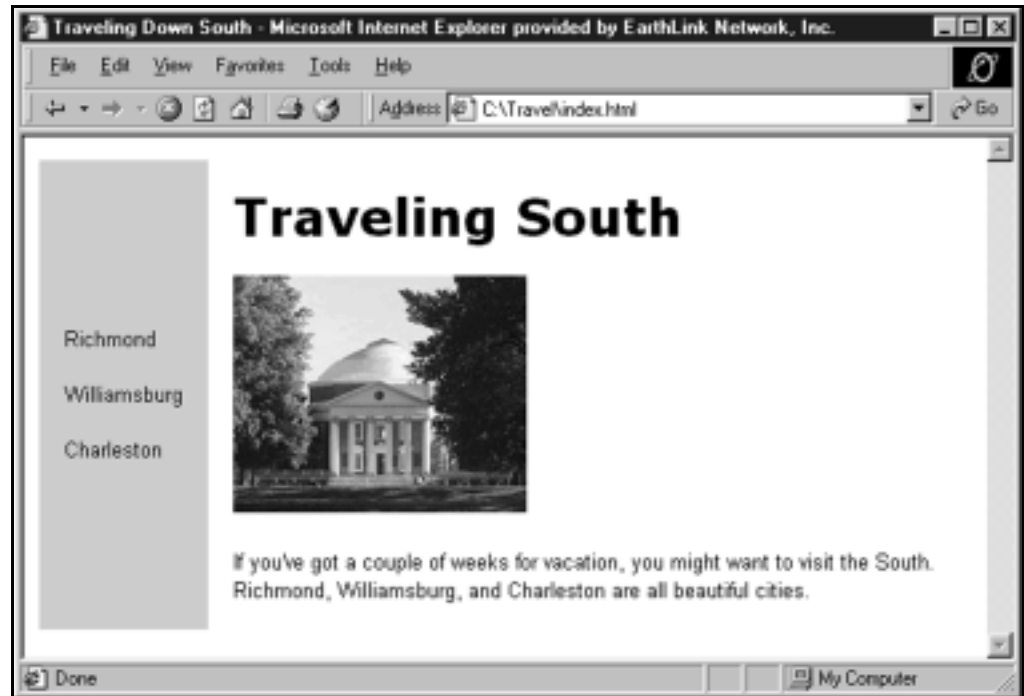 Traveling Down South - Microsoft Internet Explorer provided by EarthLink Network, Inc.
File Edit View Favorites Tools Help
Address C:\Travel\index.html Go
Traveling South
Richmond
Williamsburg
Charleston
If you've got a couple of weeks for vacation, you might want to visit the South.
Richmond, Williamsburg, and Charleston are all beautiful cities.
Done My Computer